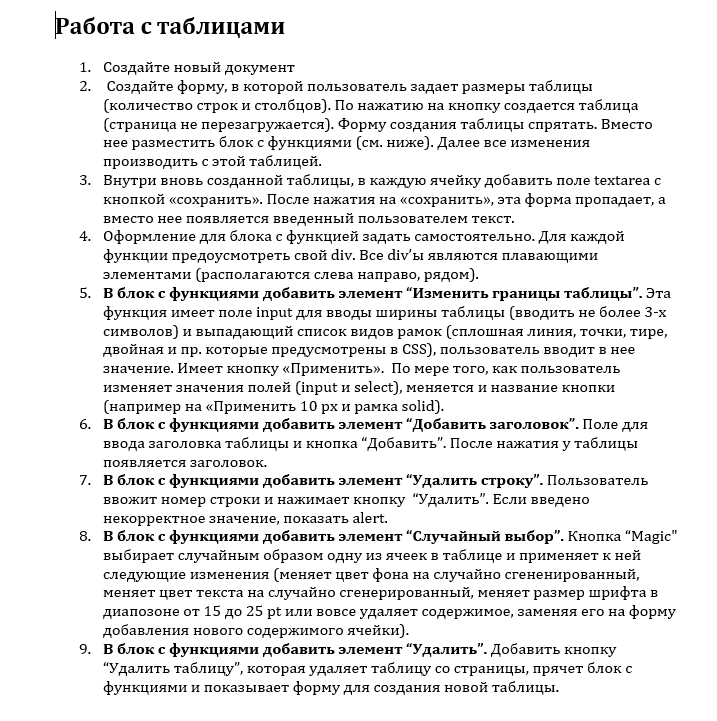 Работа с таблицами
1. Создайте новый документ
2. Создайте форму, в которой пользователь задает размеры таблицы
(количество строк и столбцов). По нажатию на кнопку создается таблица
(страница не перезагружается). Форму создания таблицы спрятать. Вместо
нее разместить блок с функциями (см. ниже). Далее все изменения
производить с этой таблицей.
3. Внутри вновь созданной таблицы, в каждую ячейку добавить поле textarea с
кнопкой «сохранить». После нажатия на «сохранить», эта форма пропадает, а
вместо нее появляется введенный пользователем текст.
4. Оформление для блока с функцией задать самостоятельно. Для каждой
функции предоусмотреть свой div. Все div’ы являются плавающими
элементами (располагаются слева направо, рядом).
5. В блок с функциями добавить элемент “Изменить границы таблицы”. Эта
функция имеет поле input для вводы ширины таблицы (вводить не более 3-х
символов) и выпадающий список видов рамок (сплошная линия, точки, тире,
двойная и пр. которые предусмотрены в CSS), пользователь вводит в нее
значение. Имеет кнопку «Применить». По мере того, как пользователь
изменяет значения полей (input и select), меняется и название кнопки
(например на «Применить 10 px и рамка solid).
6. В блок с функциями добавить элемент “Добавить заголовок”. Поле для
ввода заголовка таблицы и кнопка “Добавить”. После нажатия у таблицы
появляется заголовок.
7. В блок с функциями добавить элемент “Удалить строку”. Пользователь
ввожит номер строки и нажимает кнопку “Удалить”. Если введено
некорректное значение, показать alert.
8. В блок с функциями добавить элемент “Случайный выбор”. Кнопка “Magic"
выбирает случайным образом одну из ячеек в таблице и применяет к ней
следующие изменения (меняет цвет фона на случайно сгененированный,
меняет цвет текста на случайно сгенерированный, меняет размер шрифта в
диапозоне от 15 до 25 pt или вовсе удаляет содержимое, заменяя его на форму
добавления нового содержимого ячейки).
9. В блок с функциями добавить элемент “Удалить”. Добавить кнопку
“Удалить таблицу”, которая удаляет таблицу со страницы, прячет блок с
функциями и показывает форму для создания новой таблицы.